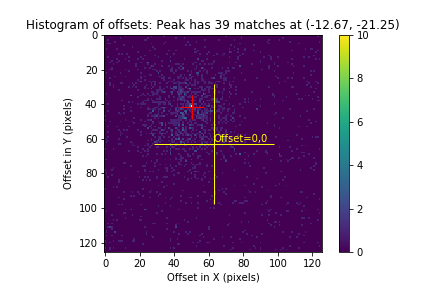 Histogram of offsets: Peak has 39 matches at (-12.67, -21.25)
0
20
40
60
80
100
120
Offset in Y (pixels)
Offset=0,0
0 20 40 60 80 100 120
Offset in X (pixels)
10
8
6
4
2
0